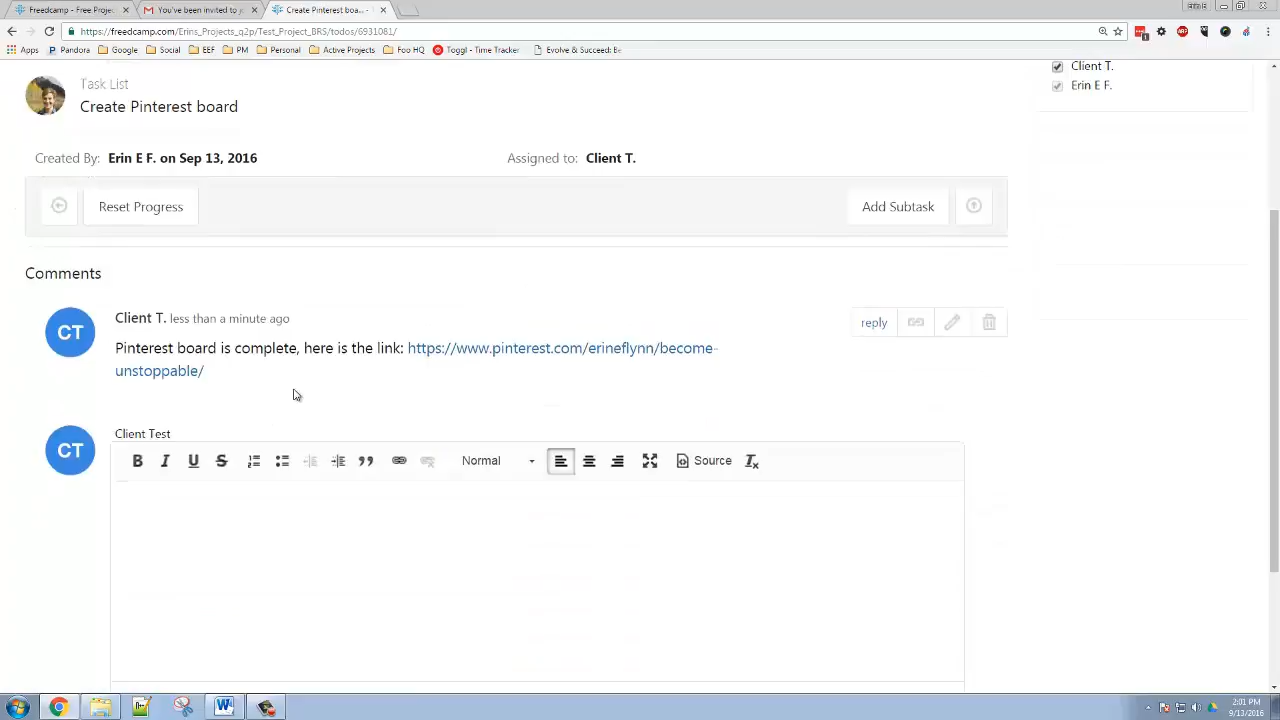 Freedcamp - Free Project
You've been invited to jo
Create Pinterest boa... -
https://freedcamp.com/Erins_Projects_q2p/Test_Project_BRS/todos/6931081/
Apps Pandora Google Social EEF PM Personal Active Projects Foo HQ Toggl - Time Tracker Evolve & Succeed Be
Client T.
Erin E F.
Task List
Create Pinterest board
Created By: Erin E F. on Sep 13, 2016
Assigned to: Client T.
Reset Progress
Add Subtask
Comments
Client T. less than a minute ago
reply
CT
Pinterest board is complete, here is the link: https://www.pinterest.com/erineflynn/become-
unstoppable/
Client Test
CT
B I U S Normal Source
2:01 PM
9/13/2016